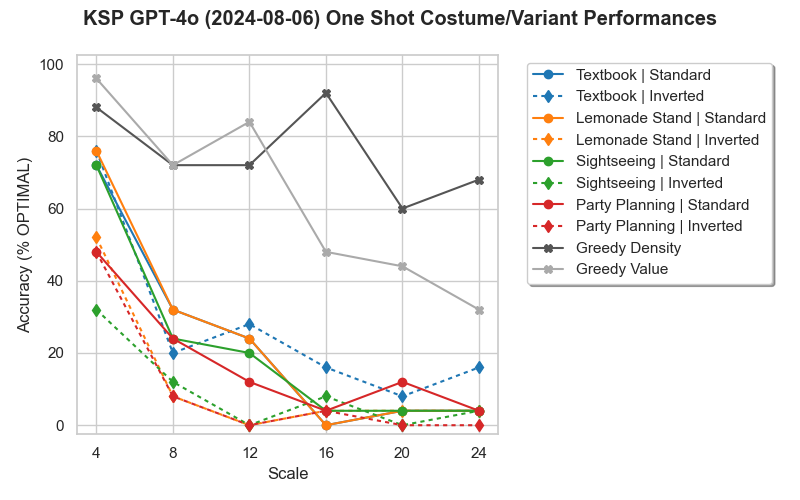 KSP GPT-4o (2024-08-06) One Shot Costume/Variant Performances
Accuracy (% OPTIMAL)
100
80
60
40
20
0
4 8 12 16 20 24
Scale
Textbook | Standard
Textbook | Inverted
Lemonade Stand | Standard
Lemonade Stand | Inverted
Sightseeing | Standard
Sightseeing | Inverted
Party Planning | Standard
Party Planning | Inverted
Greedy Density
Greedy Value